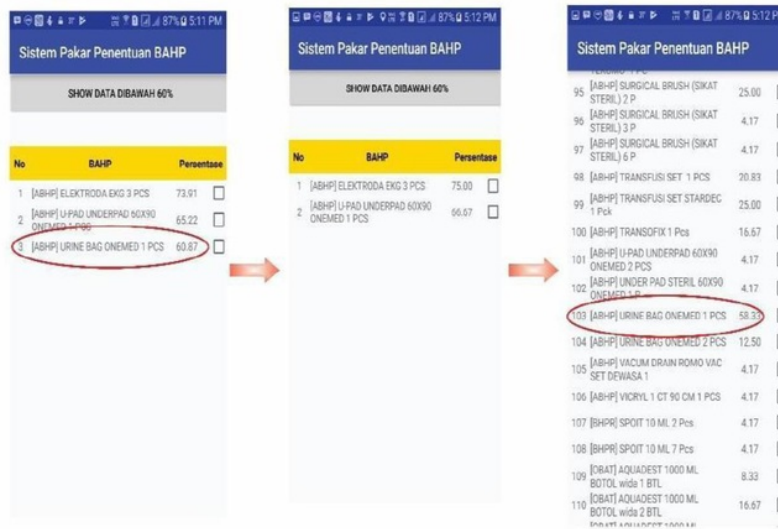 87% 5:11 PM
Sistem Pakar Penentuan BAHP
SHOW DATA DIBAWAH 60%
No BAHP Persentase
1 [ABHP] ELEKTRODA EKG 3 PCS 73.91
2 [ABHP] U-PAD UNDERPAD 60X90
ONEMED 1 PCS 65.22
3 [ABHP] URINE BAG ONEMED 1 PCS 60.87
87% 5:12 PM
Sistem Pakar Penentuan BAHP
SHOW DATA DIBAWAH 60%
No BAHP Persentase
1 [ABHP] ELEKTRODA EKG 3 PCS 75.00
2 [ABHP] U-PAD UNDERPAD 60X90
ONEMED 1 PCS 66.67
87% 5:12 P
Sistem Pakar Penentuan BAHP
95 [ABHP] SURGICAL BRUSH (SIKAT
STERIL) 2 P 25.00
96 [ABHP] SURGICAL BRUSH (SIKAT
STERIL) 3 P 4.17
97 [ABHP] SURGICAL BRUSH (SIKAT
STERIL) 6 P 4.17
98 [ABHP] TRANSFUSI SET 1 PCS 20.83
99 [ABHP] TRANSFUSI SET STARDEC
1 Pck 25.00
100 [ABHP] TRANSOFIX 1 Pcs 16.67
101 [ABHP] U-PAD UNDERPAD 60X90
ONEMED 2 PCS 4.17
102 [ABHP] UNDER PAD STERIL 60X90
ONEMED 1 P 4.17
103 [ABHP] URINE BAG ONEMED 1 PCS 58.33
104 [ABHP] URINE BAG ONEMED 2 PCS 12.50
105 [ABHP] VACUM DRAIN ROMO VAC
SET DEWASA 1 4.17
106 [ABHP] VICRYL 1 CT 90 CM 1 PCS 4.17
107 [BHPR] SPOIT 10 ML 2 Pcs 4.17
108 [BHPR] SPOIT 10 ML 7 Pcs 4.17
109 [OBAT] AQUADEST 1000 ML
BOTOL wida 1 BTL 8.33
110 [OBAT] AQUADEST 1000 ML
BOTOL wida 2 BTL 16.67